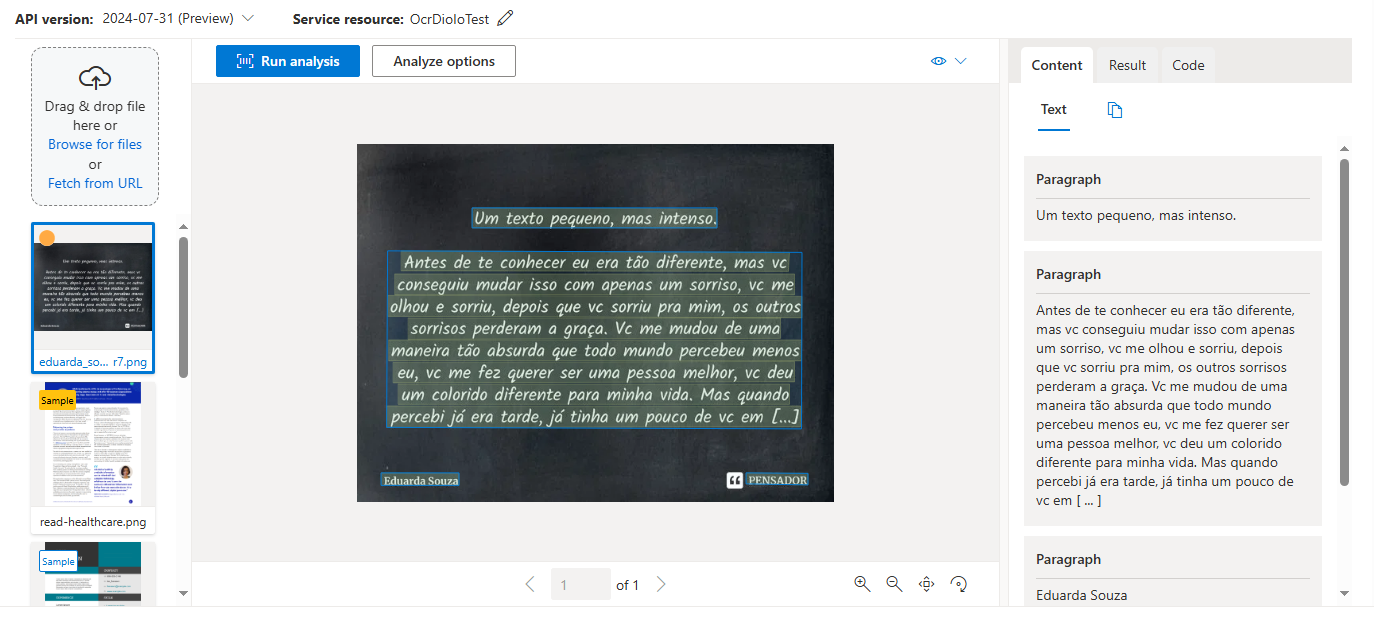 API version: 2024-07-31 (Preview)
Service resource: OcrDioloTest
Drag & drop file
here or
Browse for files
or
Fetch from URL
eduarda_so... r7.png
Sample
read-healthcare.png
Sample
Run analysis
Analyze options
Um texto pequeno, mas intenso.
Antes de te conhecer eu era tão diferente, mas vc
conseguiu mudar isso com apenas um sorriso, vc me
olhou e sorriu, depois que vc sorriu pra mim, os outros
sorrisos perderam a graça. Vc me mudou de uma
maneira tão absurda que todo mundo percebeu menos
eu, vc me fez querer ser uma pessoa melhor, vc deu
um colorido diferente para minha vida. Mas quando
percebi já era tarde, já tinha um pouco de vc em [...]
Eduarda Souza
PENSADOR
1 of 1
Content Result Code
Text
Paragraph
Um texto pequeno, mas intenso.
Paragraph
Antes de te conhecer eu era tão diferente,
mas vc conseguiu mudar isso com apenas
um sorriso, vc me olhou e sorriu, depois
que vc sorriu pra mim, os outros sorrisos
perderam a graça. Vc me mudou de uma
maneira tão absurda que todo mundo
percebeu menos eu, vc me fez querer ser
uma pessoa melhor, vc deu um colorido
diferente para minha vida. Mas quando
percebi já era tarde, já tinha um pouco de
vc em [ ... ]
Paragraph
Eduarda Souza